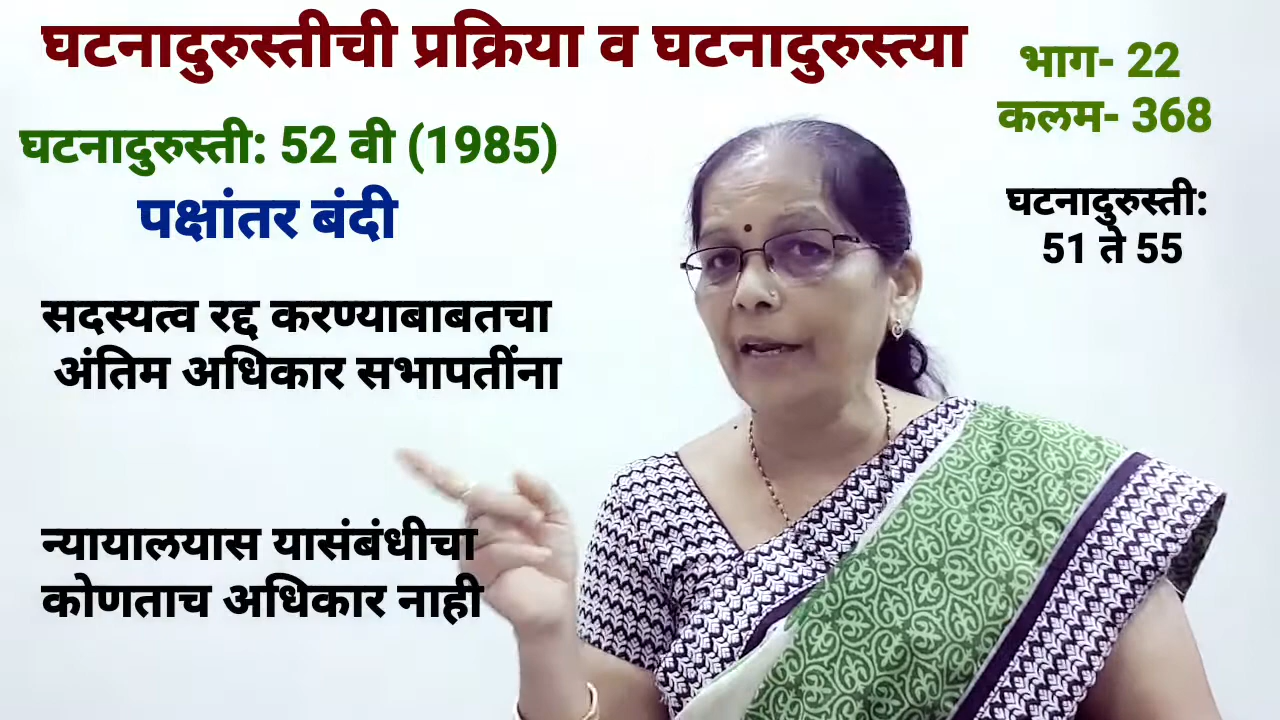 घटनादुरुस्तीची प्रक्रिया व घटनादुरुस्त्या
भाग- 22
कलम- 368
घटनादुरुस्ती: 52 वी (1985)
पक्षांतर बंदी
घटनादुरुस्ती:
51 ते 55
सदस्यत्व रद्द करण्याबाबतचा
अंतिम अधिकार सभापतींना
न्यायालयास यासंबंधीचा
कोणताच अधिकार नाही